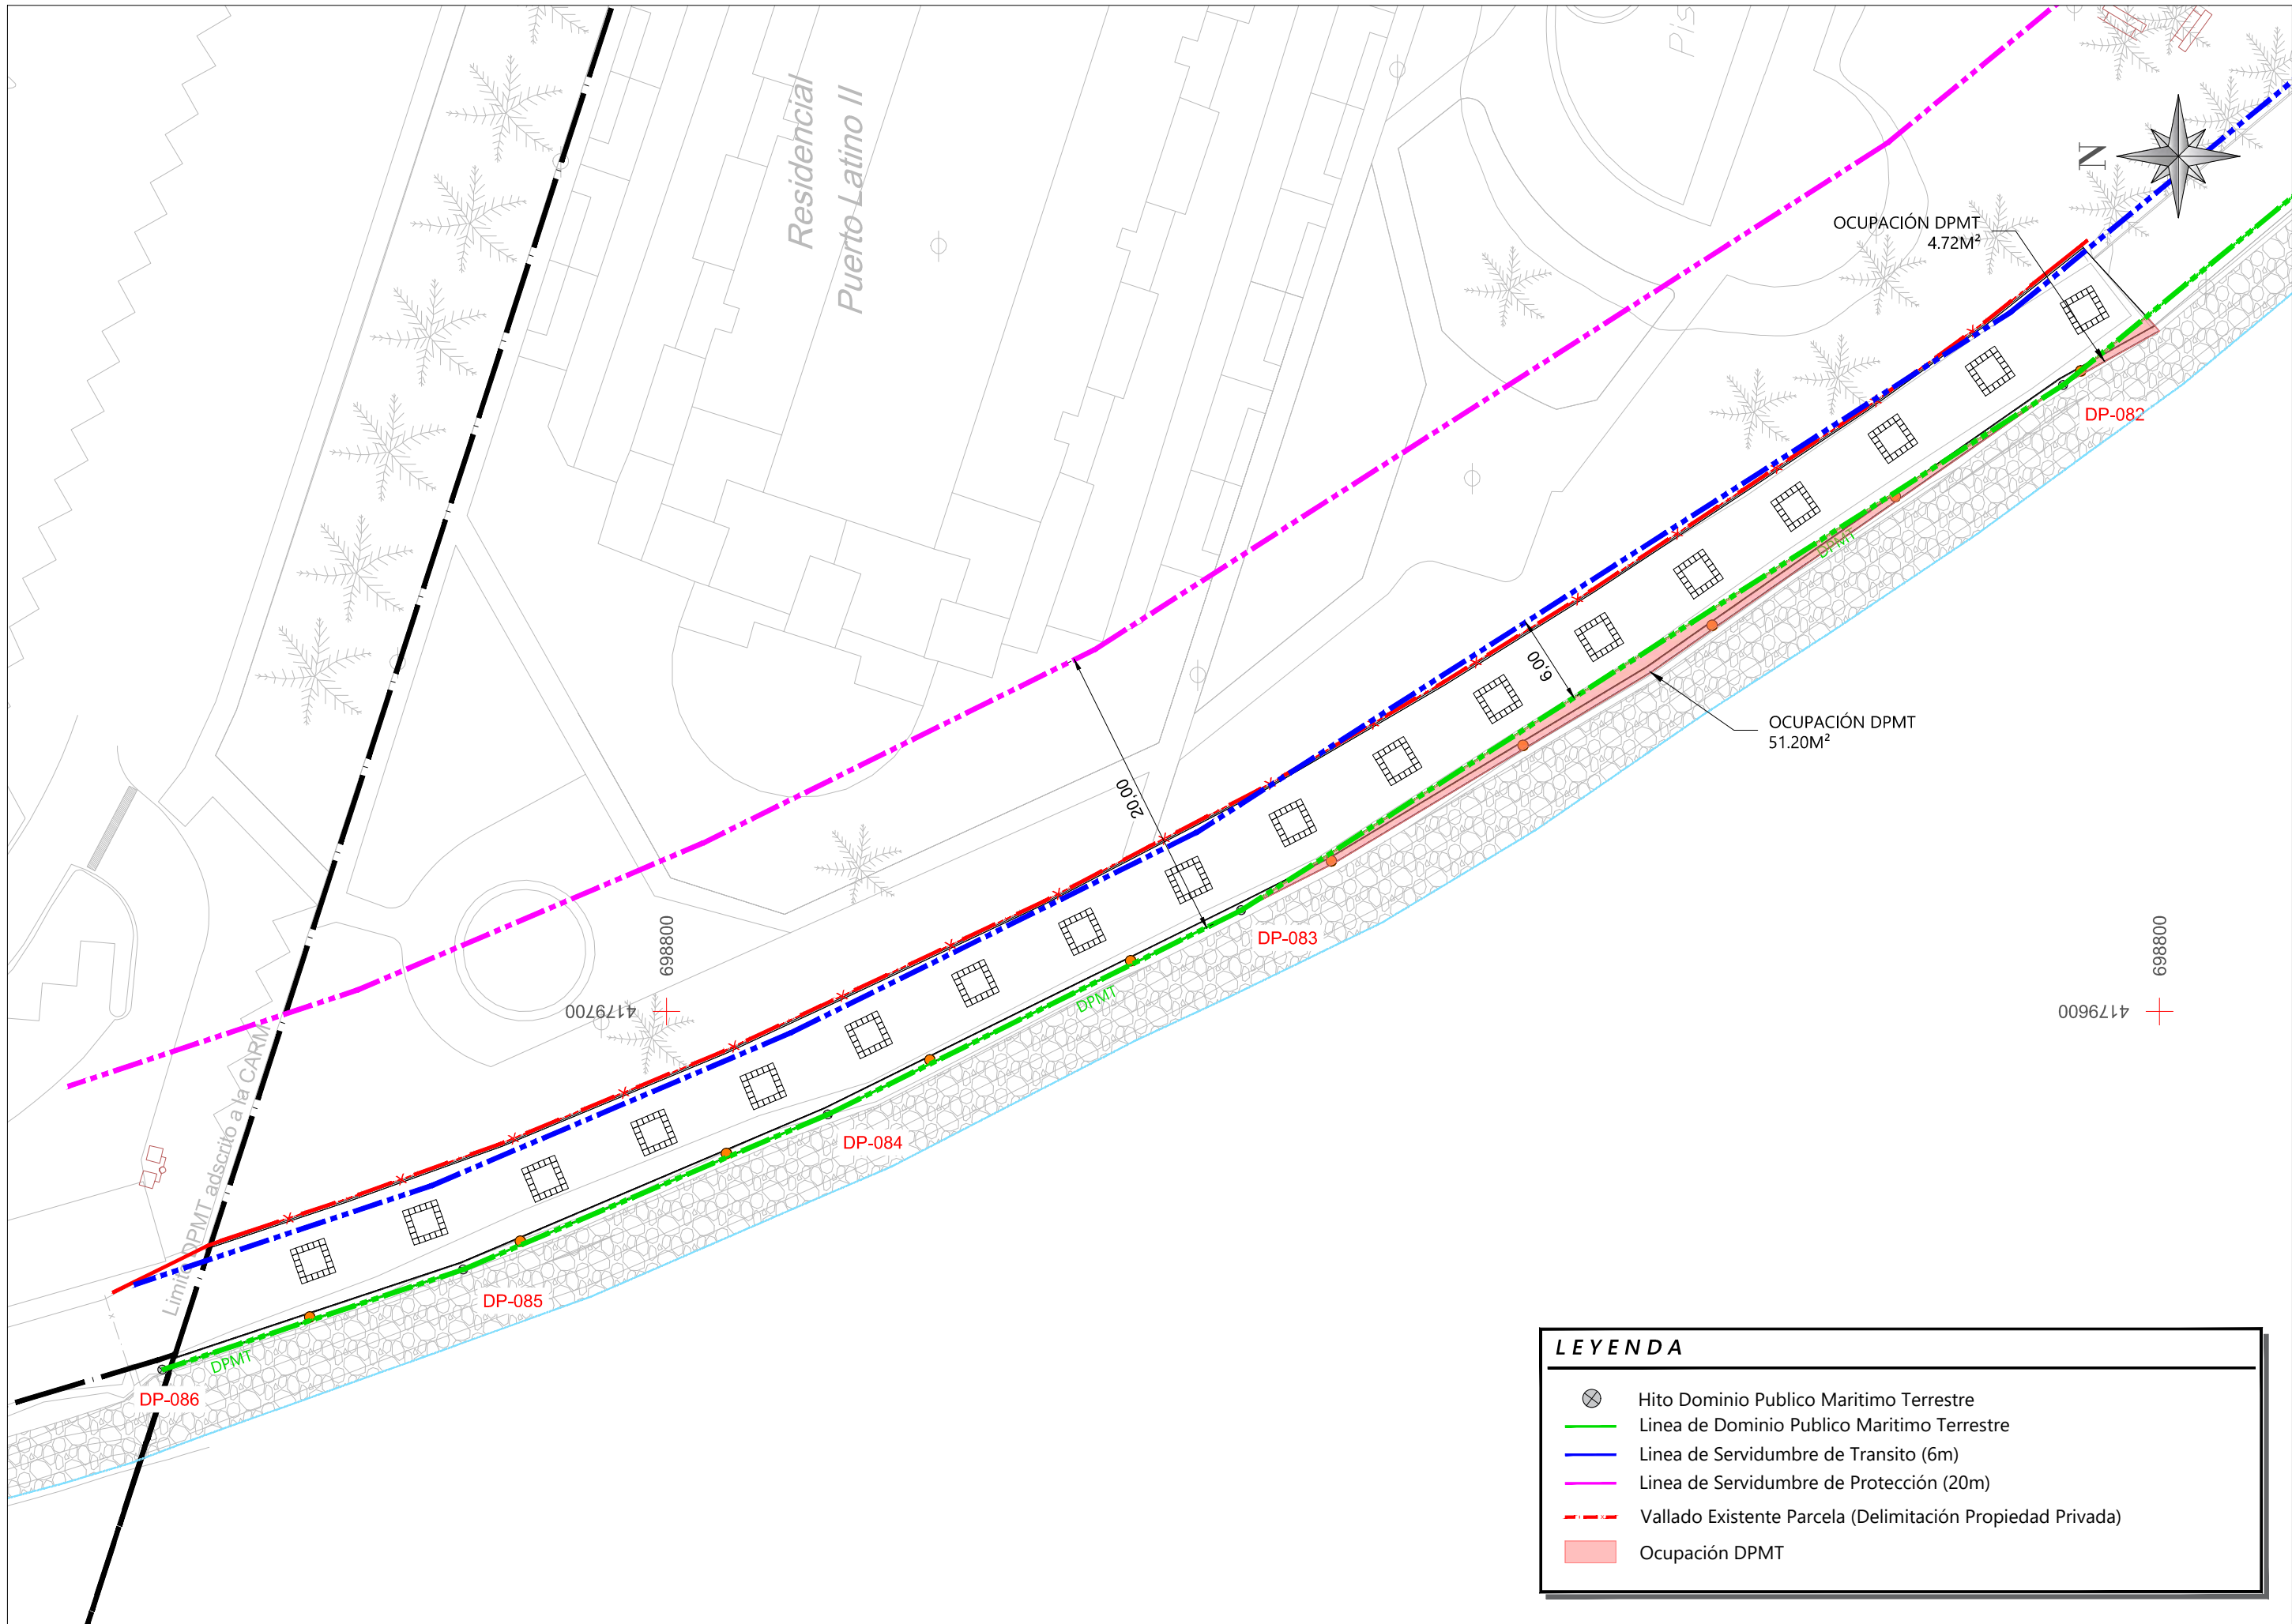 Residencial
Puerto Latino II
Pis
N
OCUPACIÓN DPMT
4.72M²
DP-082
DPMT
6,00
OCUPACIÓN DPMT
51.20M²
20,00
DP-083
698800
4179700
698800
4179600
DPMT
DP-084
Limite DPMT adscrito a la CARM
DP-085
DPMT
DP-086
LEYENDA
Hito Dominio Publico Maritimo Terrestre
Linea de Dominio Publico Maritimo Terrestre
Linea de Servidumbre de Transito (6m)
Linea de Servidumbre de Protección (20m)
Vallado Existente Parcela (Delimitación Propiedad Privada)
Ocupación DPMT